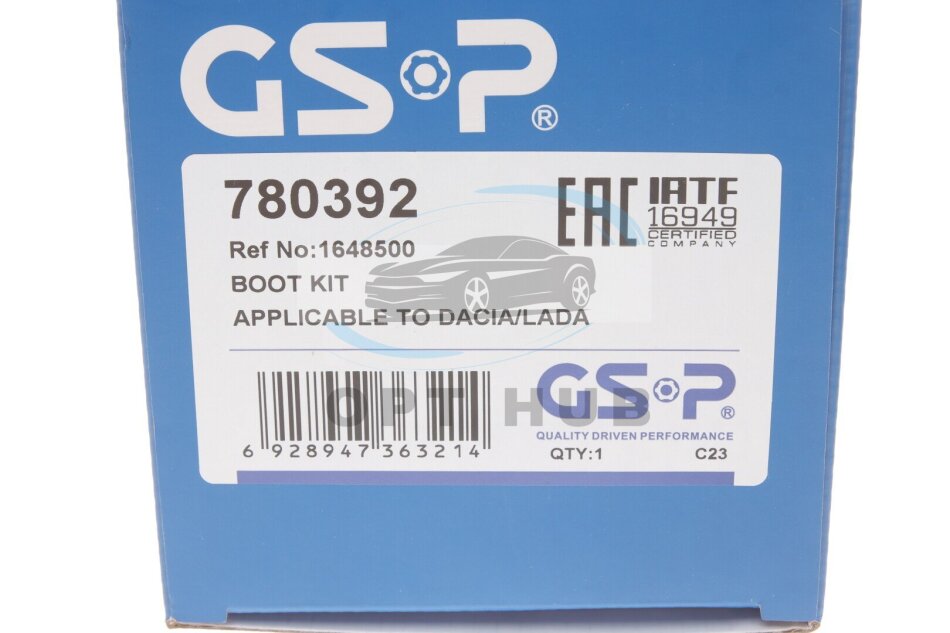 GSP®
780392
EAC
IATF
16949
CERTIFIED
COMPANY
Ref No:1648500
BOOT KIT
APPLICABLE TO DACIA/LADA
OPT HUB
GSP®
QUALITY DRIVEN PERFORMANCE
6 928947 363214
QTY:1 C23